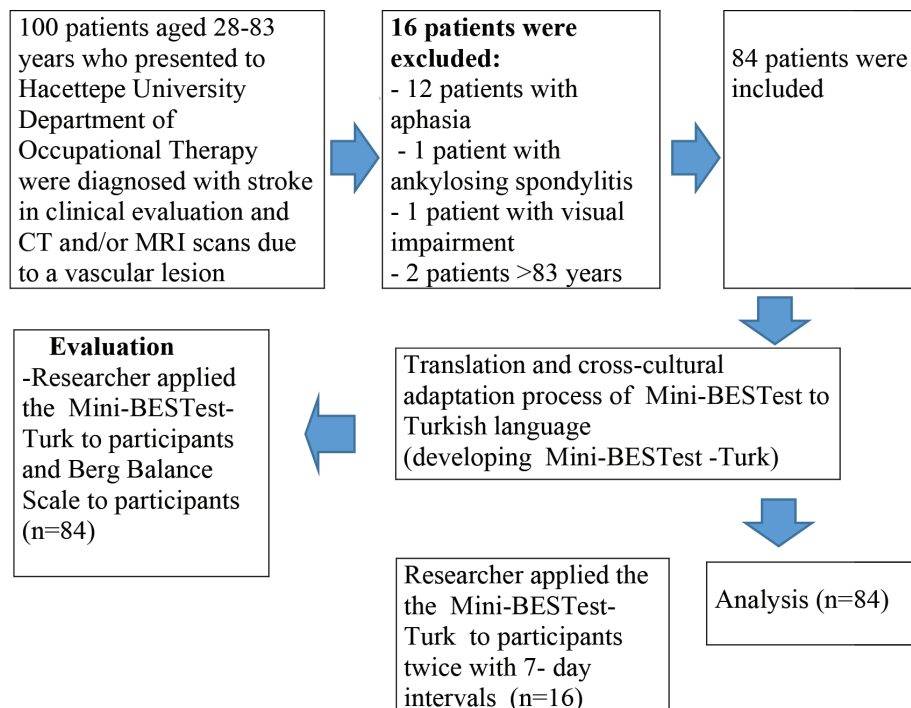 100 patients aged 28-83
years who presented to
Hacettepe University
Department of
Occupational Therapy
were diagnosed with stroke
in clinical evaluation and
CT and/or MRI scans due
to a vascular lesion
16 patients were
excluded:
- 12 patients with
aphasia
- 1 patient with
ankylosing spondylitis
- 1 patient with visual
impairment
- 2 patients >83 years
84 patients were
included
Translation and cross-cultural
adaptation process of Mini-BESTest to
Turkish language
(developing Mini-BESTest -Turk)
Evaluation
-Researcher applied
the Mini-BESTest-
Turk to participants
and Berg Balance
Scale to participants
(n=84)
Researcher applied the
the Mini-BESTest-
Turk to participants
twice with 7- day
intervals (n=16)
Analysis (n=84)